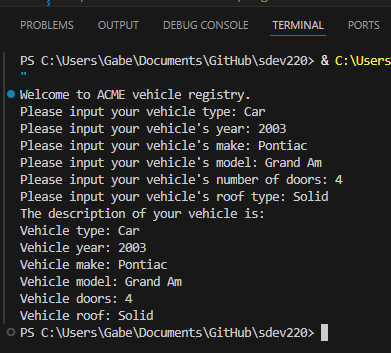 PROBLEMS OUTPUT DEBUG CONSOLE TERMINAL PORTS
PS C:\Users\Gabe\Documents\GitHub\sdev220> & C:\Users
"
Welcome to ACME vehicle registry.
Please input your vehicle type: Car
Please input your vehicle's year: 2003
Please input your vehicle's make: Pontiac
Please input your vehicle's model: Grand Am
Please input your vehicle's number of doors: 4
Please input your vehicle's roof type: Solid
The description of your vehicle is:
Vehicle type: Car
Vehicle year: 2003
Vehicle make: Pontiac
Vehicle model: Grand Am
Vehicle doors: 4
Vehicle roof: Solid
PS C:\Users\Gabe\Documents\GitHub\sdev220>